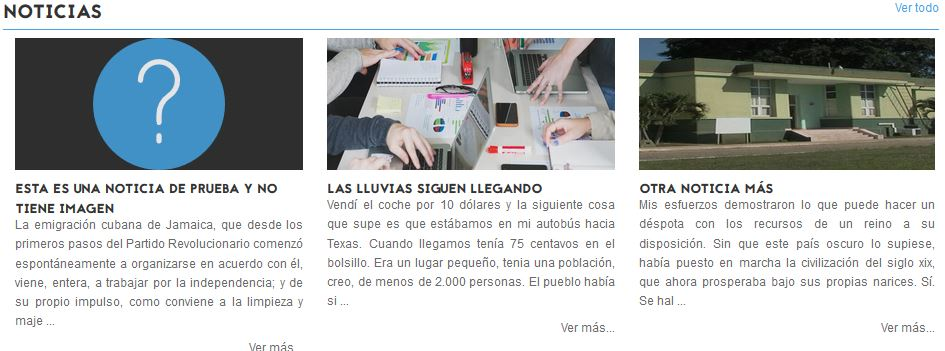 NOTICIAS
Ver todo
ESTA ES UNA NOTICIA DE PRUEBA Y NO
TIENE IMAGEN
La emigración cubana de Jamaica, que desde los
primeros pasos del Partido Revolucionario comenzó
espontáneamente a organizarse en acuerdo con él,
viene, entera, a trabajar por la independencia; y de
su propio impulso, como conviene a la limpieza y
maje ...
Ver más...
LAS LLUVIAS SIGUEN LLEGANDO
Vendí el coche por 10 dólares y la siguiente cosa
que supe es que estábamos en mi autobús hacia
Texas. Cuando llegamos tenía 75 centavos en el
bolsillo. Era un lugar pequeño, tenia una población,
creo, de menos de 2.000 personas. El pueblo había
si ...
Ver más...
OTRA NOTICIA MÁS
Mis esfuerzos demostraron lo que puede hacer un
déspota con los recursos de un reino a su
disposición. Sin que este país oscuro lo supiese,
había puesto en marcha la civilización del siglo xix,
que ahora prosperaba bajo sus propias narices. Sí.
Se hal ...
Ver más...